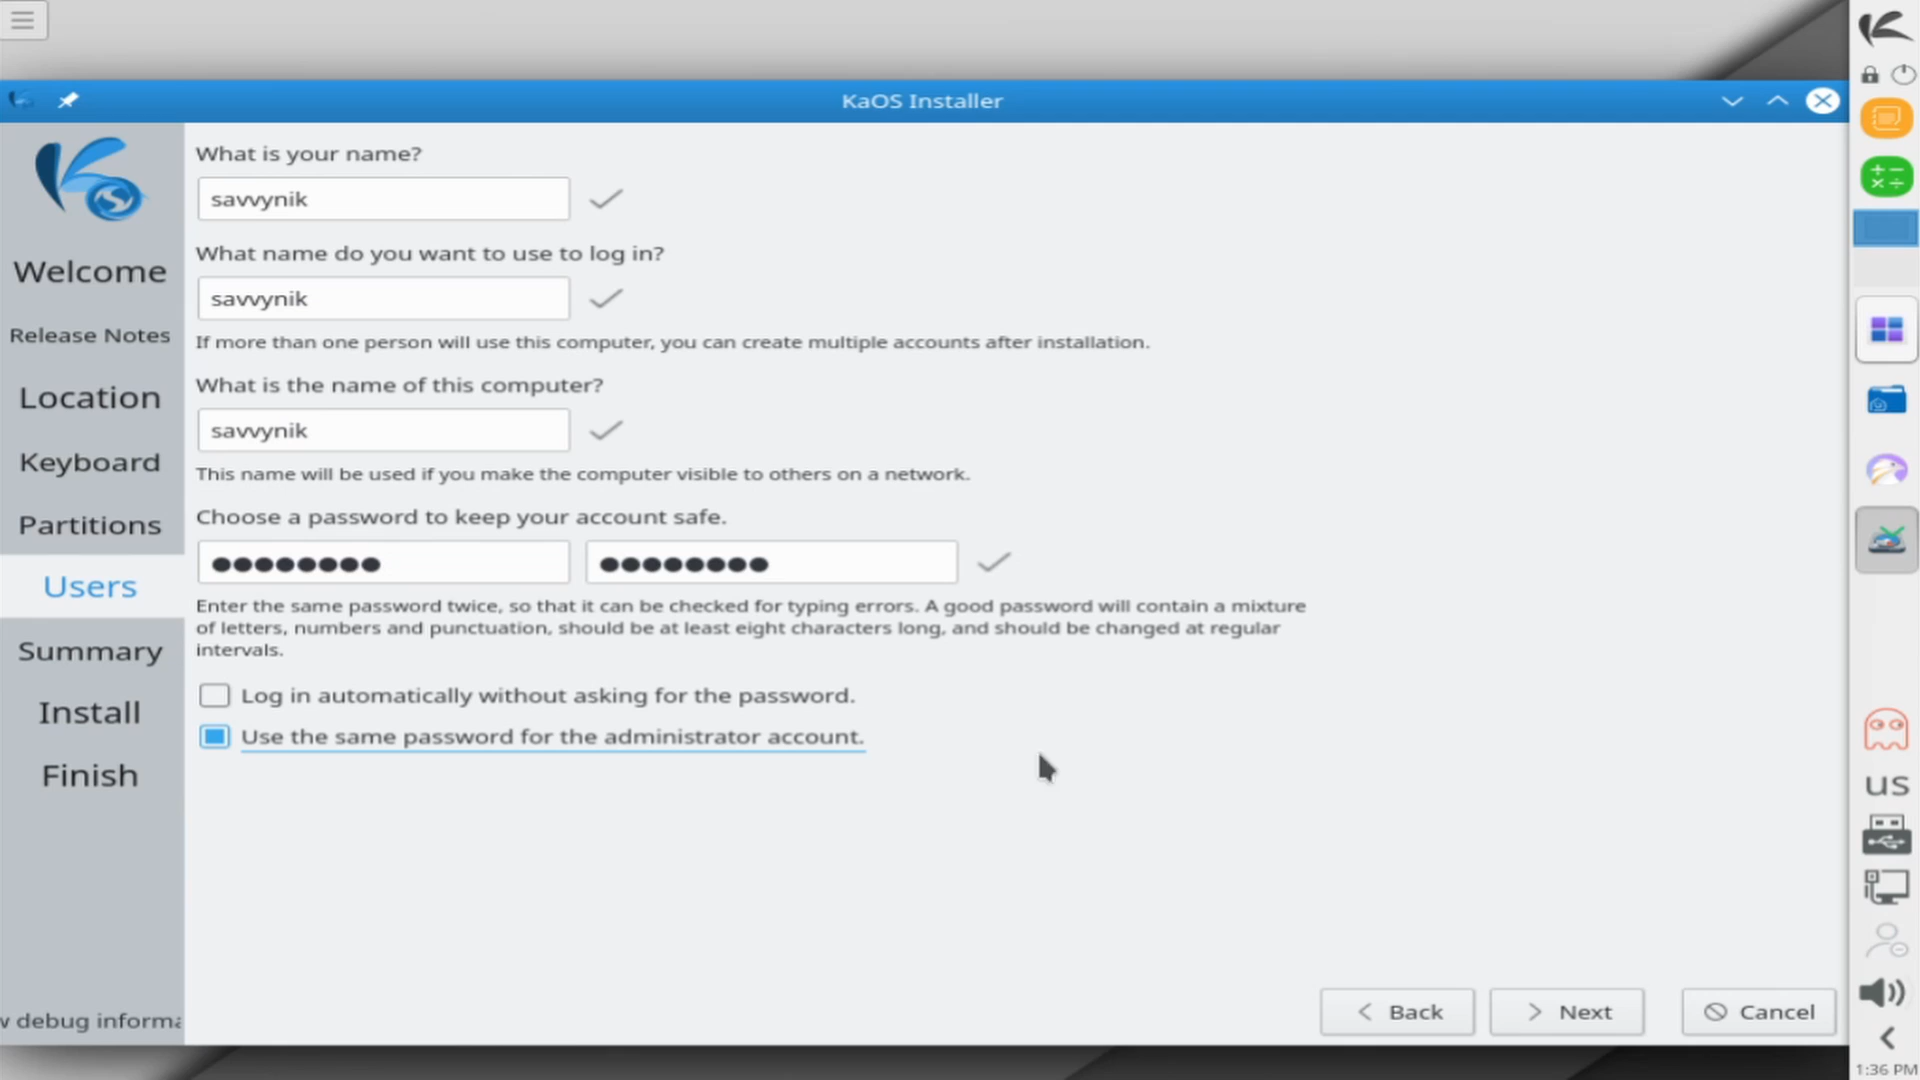 KaOS Installer
What is your name?
savvynik
What name do you want to use to log in?
savvynik
If more than one person will use this computer, you can create multiple accounts after installation.
What is the name of this computer?
savvynik
This name will be used if you make the computer visible to others on a network.
Choose a password to keep your account safe.
Enter the same password twice, so that it can be checked for typing errors. A good password will contain a mixture
of letters, numbers and punctuation, should be at least eight characters long, and should be changed at regular
intervals.
Log in automatically without asking for the password.
Use the same password for the administrator account.
Welcome
Release Notes
Location
Keyboard
Partitions
Users
Summary
Install
Finish
w debug informa
Back
Next
Cancel
us
1:36 PM